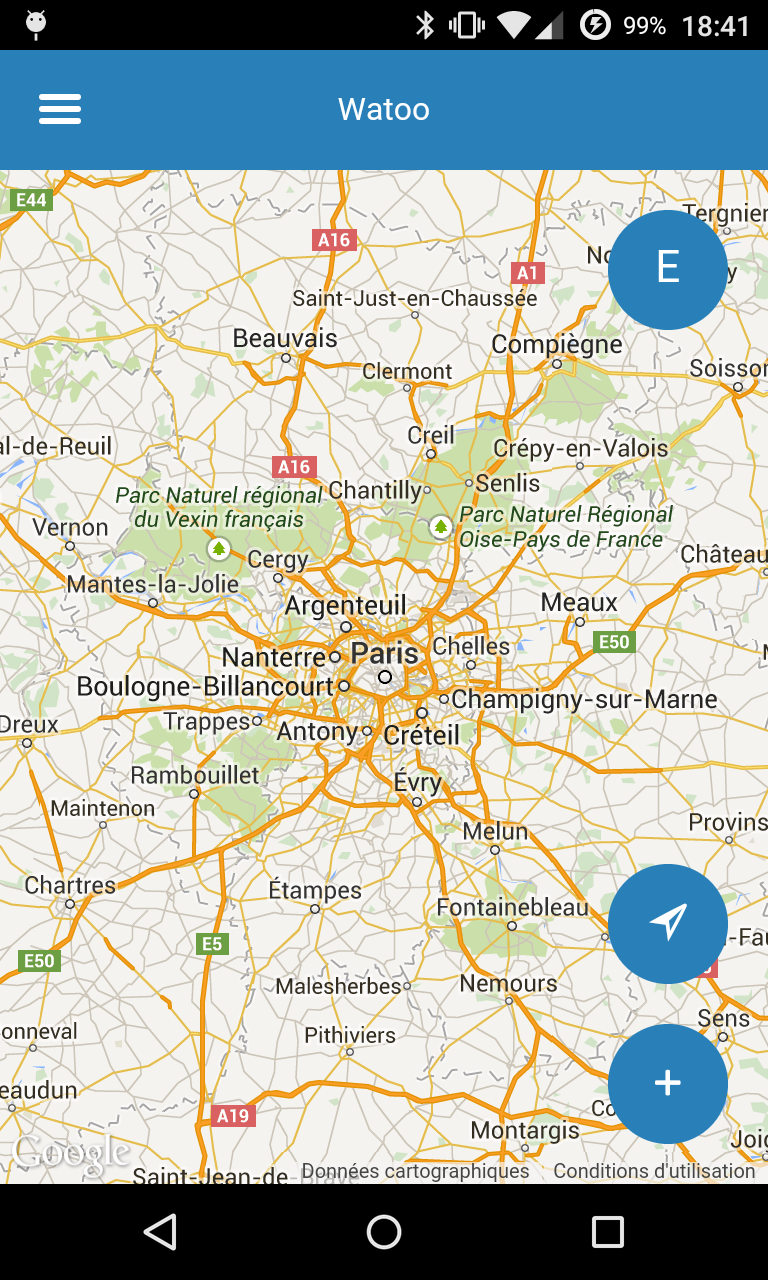 99% 18:41
Watoo
E44
Tergnier
A16
E
A1
Saint-Just-en-Chaussée
Beauvais
Compiègne
Clermont
Soisson
Creil
al-de-Reuil
Crépy-en-Valois
A16
Senlis
Chantilly
Parc Naturel régional
du Vexin français
Parc Naturel Régional
Oise-Pays de France
Vernon
Cergy
Château
Mantes-la-Jolie
Argenteuil
Meaux
E50
Chelles
Paris
Nanterre
Boulogne-Billancourt
Champigny-sur-Marne
Trappes
Dreux
Antony
Créteil
Rambouillet
Évry
Maintenon
Provins
Melun
Chartres
Étampes
Fontainebleau
-Fau
E5
E50
Malesherbes
Nemours
Sens
onneval
Pithiviers
eaudun
Co
A19
Montargis
Joig
Google
Saint-Jean-de-Braye
Données cartographiques
Conditions d'utilisation